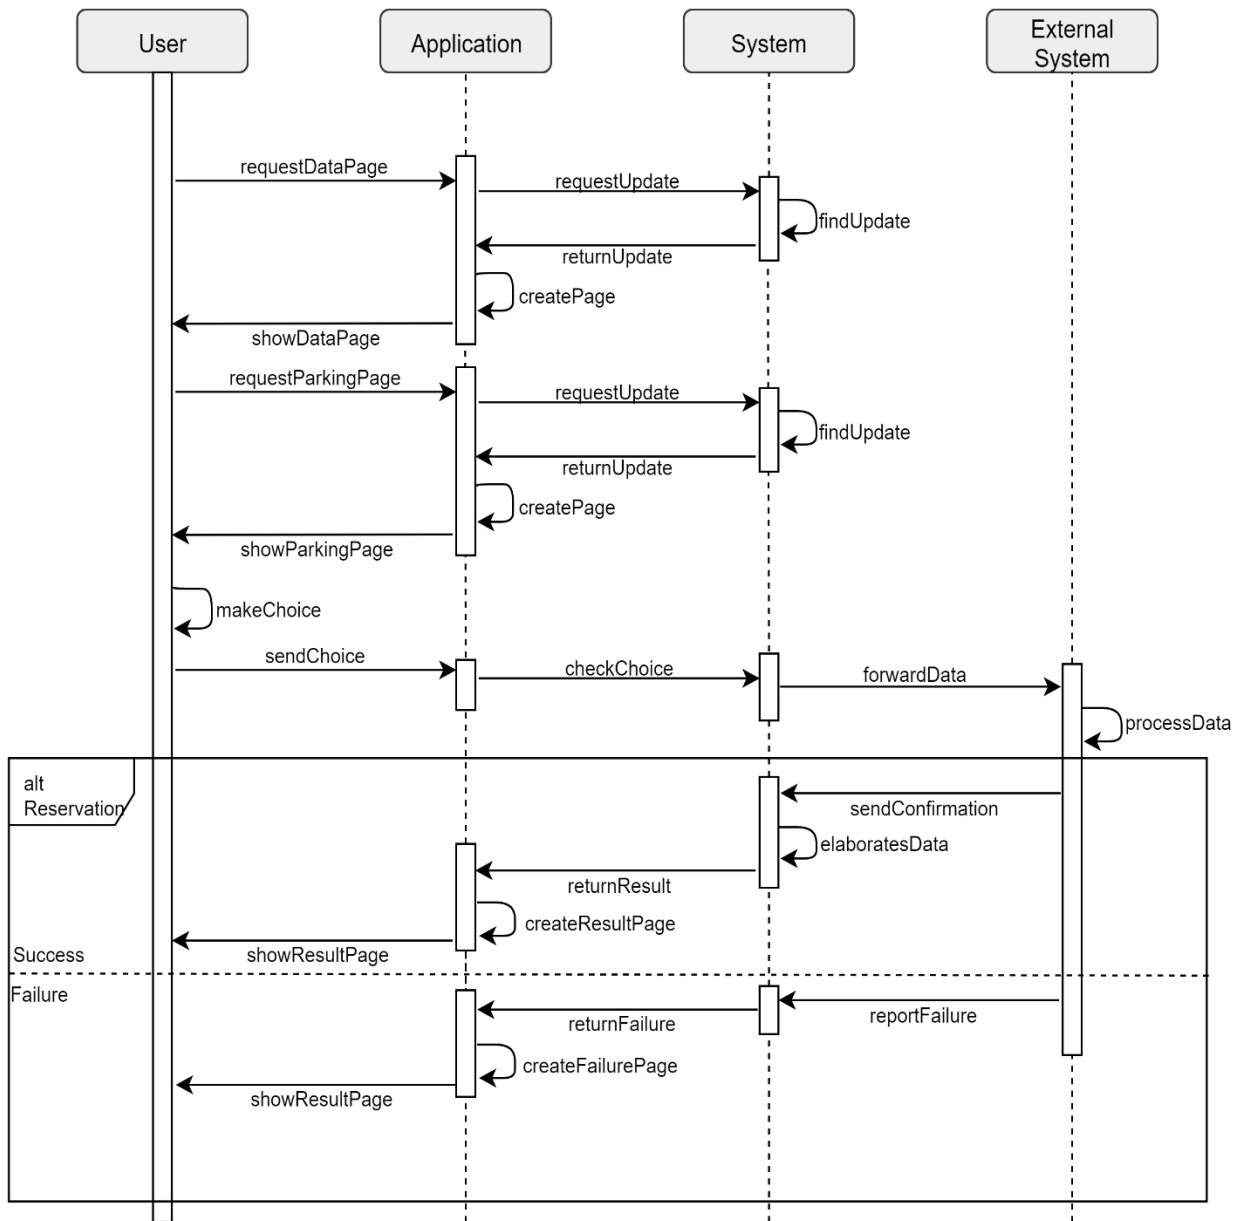 User
Application
System
External
System
requestDataPage
requestUpdate
findUpdate
returnUpdate
createPage
showDataPage
requestParkingPage
requestUpdate
findUpdate
returnUpdate
createPage
showParkingPage
makeChoice
sendChoice
checkChoice
forwardData
processData
alt
Reservation
sendConfirmation
elaboratesData
returnResult
createResultPage
showResultPage
Success
Failure
reportFailure
returnFailure
createFailurePage
showResultPage